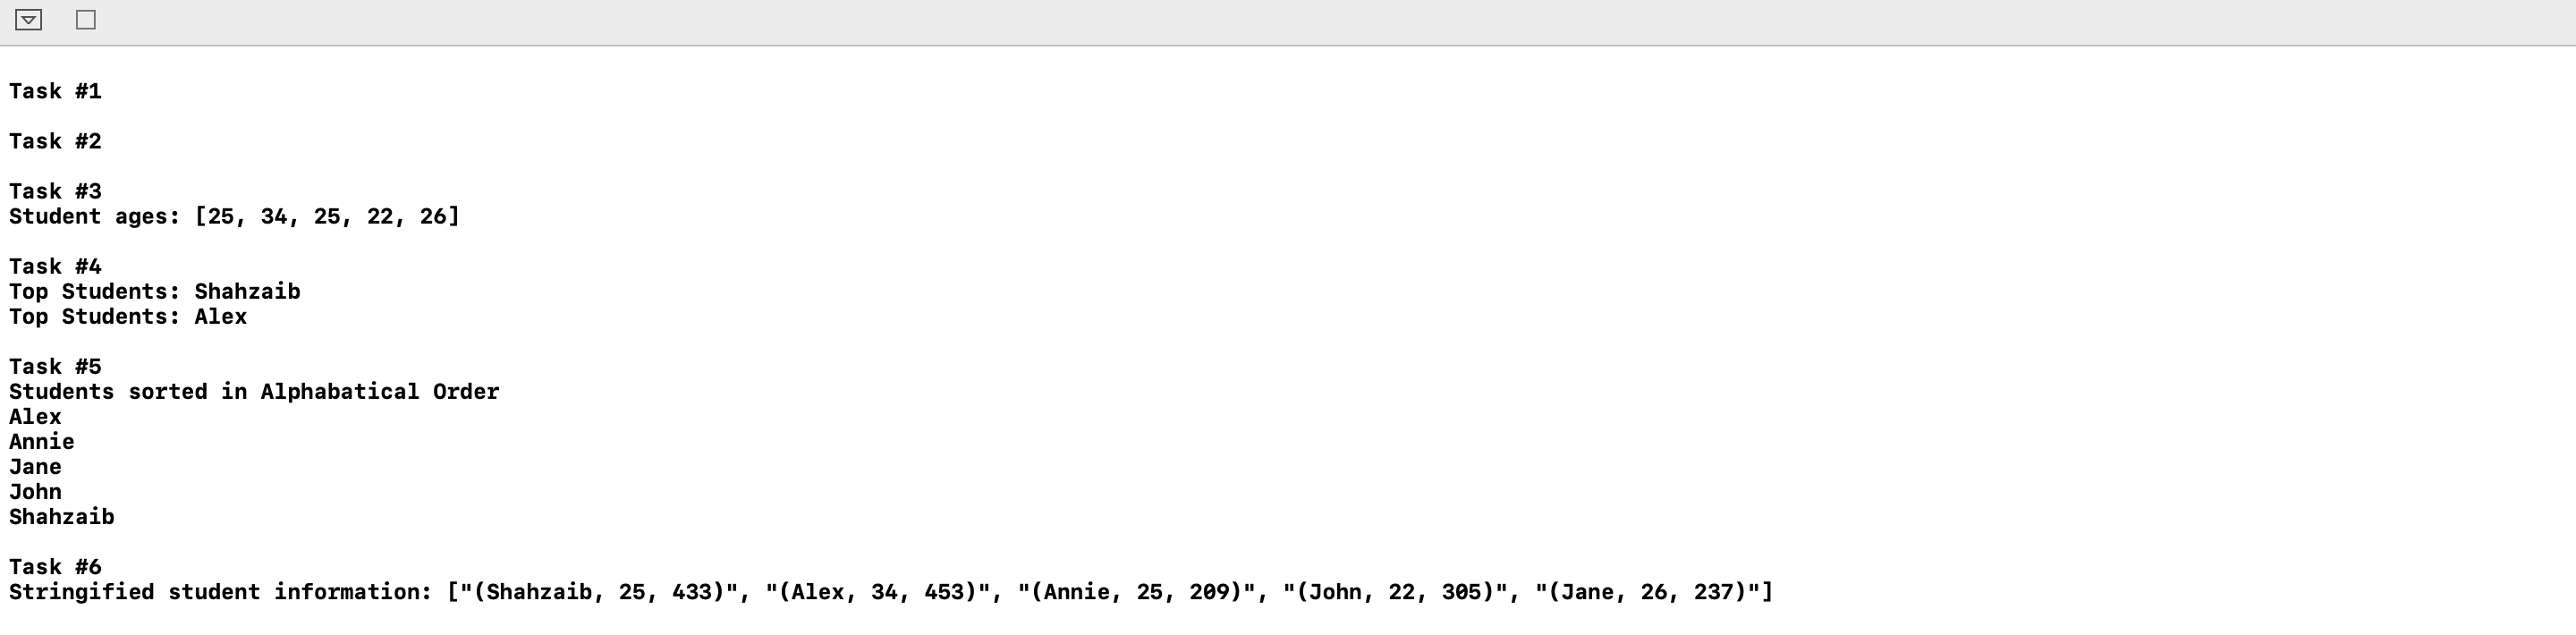 Task #1
Task #2
Task #3
Student ages: [25, 34, 25, 22, 26]
Task #4
Top Students: Shahzaib
Top Students: Alex
Task #5
Students sorted in Alphabatical Order
Alex
Annie
Jane
John
Shahzaib
Task #6
Stringified student information: ["(Shahzaib, 25, 433)", "(Alex, 34, 453)", "(Annie, 25, 209)", "(John, 22, 305)", "(Jane, 26, 237)"]